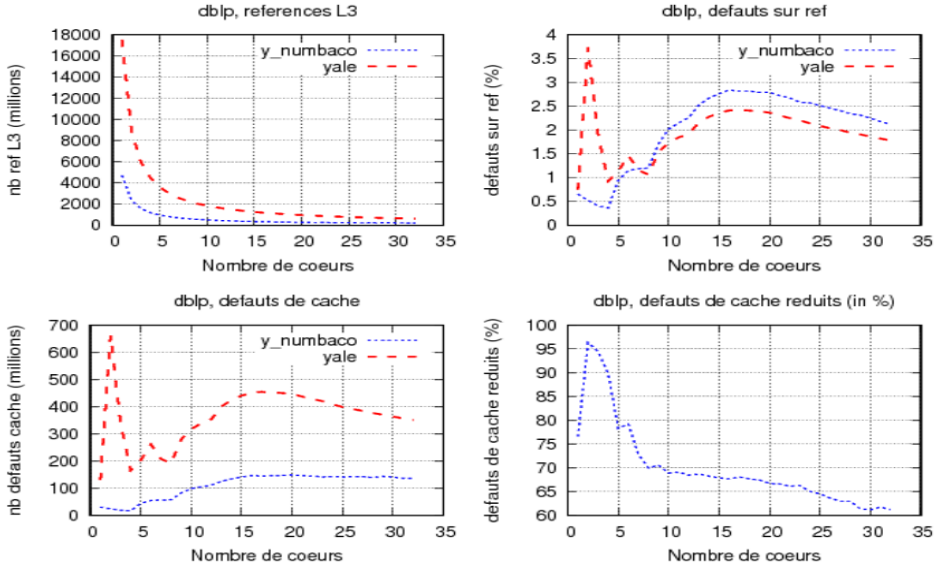 dblp, references L3
nb ref L3 (millions)
18000
16000
14000
12000
10000
8000
6000
4000
2000
0
y_numbaco
yale
0 5 10 15 20 25 30 35
Nombre de coeurs
dblp, defauts sur ref
defauts sur ref (%)
4
3.5
3
2.5
2
1.5
1
0.5
0
y_numbaco
yale
0 5 10 15 20 25 30 35
Nombre de coeurs
dblp, defauts de cache
nb defauts cache (millions)
700
600
500
400
300
200
100
0
y_numbaco
yale
0 5 10 15 20 25 30 35
Nombre de coeurs
dblp, defauts de cache reduits (in %)
defauts de cache reduits (%)
100
95
90
85
80
75
70
65
60
0 5 10 15 20 25 30 35
Nombre de coeurs